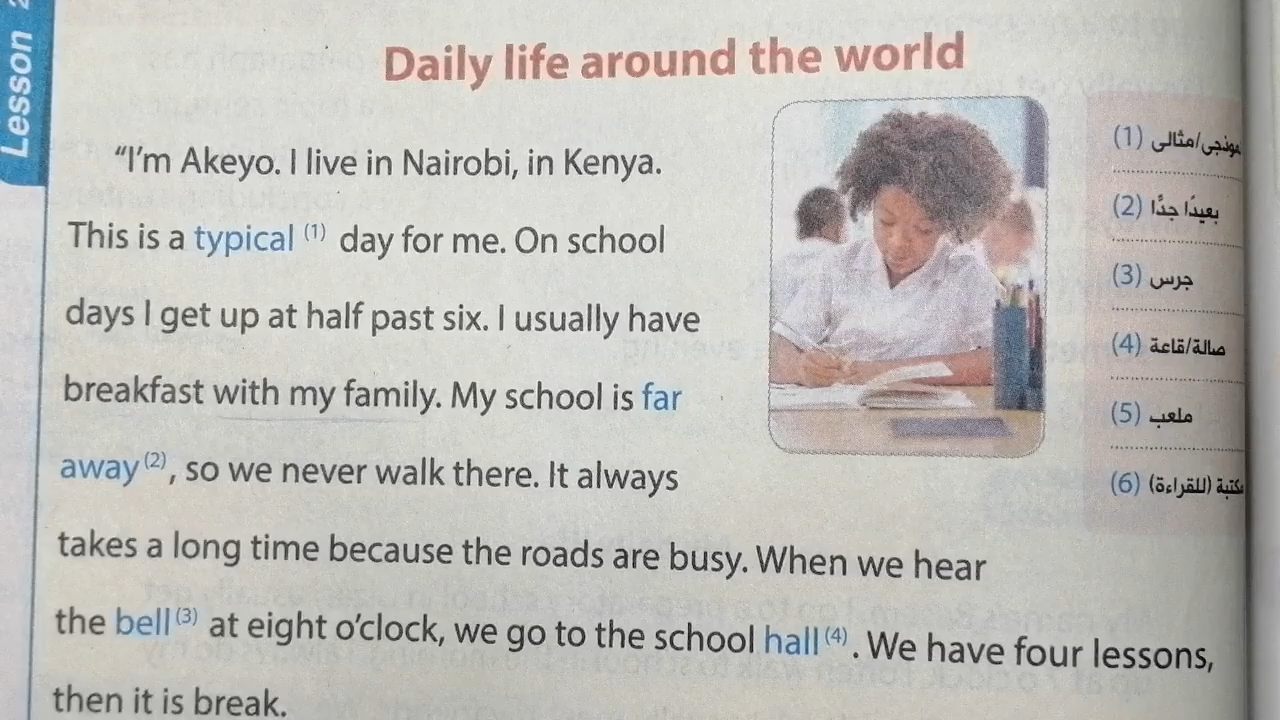 Lesson 2
Daily life around the world
“I’m Akeyo. I live in Nairobi, in Kenya.
This is a typical (1) day for me. On school
days I get up at half past six. I usually have
breakfast with my family. My school is far
away (2), so we never walk there. It always
takes a long time because the roads are busy. When we hear
the bell (3) at eight o’clock, we go to the school hall (4). We have four lessons,
then it is break.
(1) نموذجى/مثالى
(2) بعيدًا جدًّا
(3) جرس
(4) صالة/قاعة
(5) ملعب
(6) مكتبة (للقراءة)